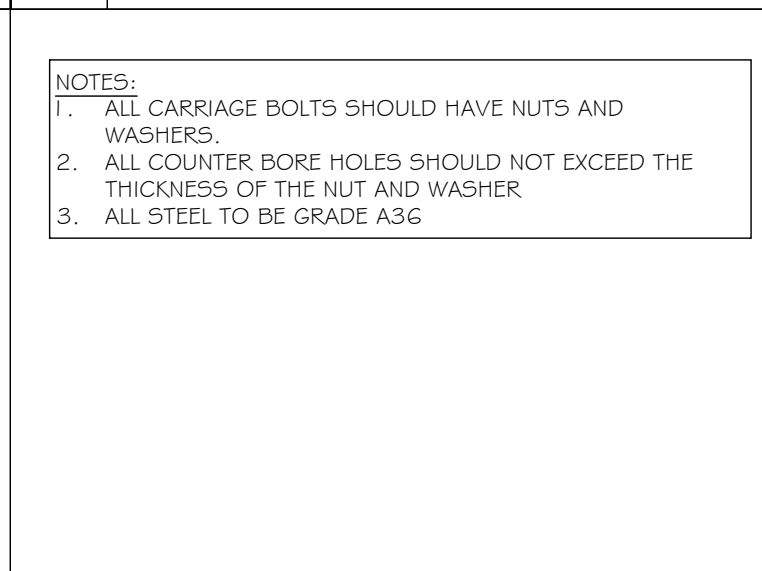 NOTES:
1. ALL CARRIAGE BOLTS SHOULD HAVE NUTS AND
WASHERS.
2. ALL COUNTER BORE HOLES SHOULD NOT EXCEED THE
THICKNESS OF THE NUT AND WASHER
3. ALL STEEL TO BE GRADE A36